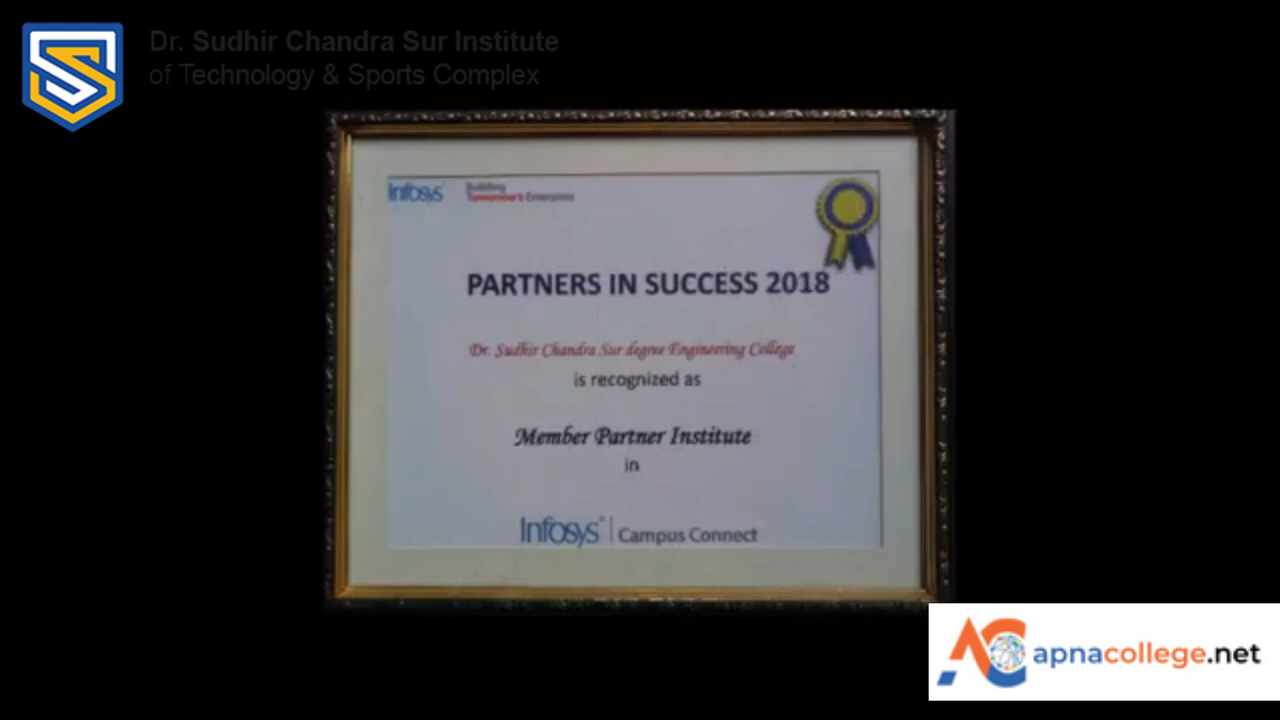 Dr. Sudhir Chandra Sur Institute
of Technology & Sports Complex
Infosys
Building
Tomorrow's Enterprise
PARTNERS IN SUCCESS 2018
Dr. Sudhir Chandra Sur degree Engineering College
is recognized as
Member Partner Institute
in
Infosys® | Campus Connect
apnacollege.net